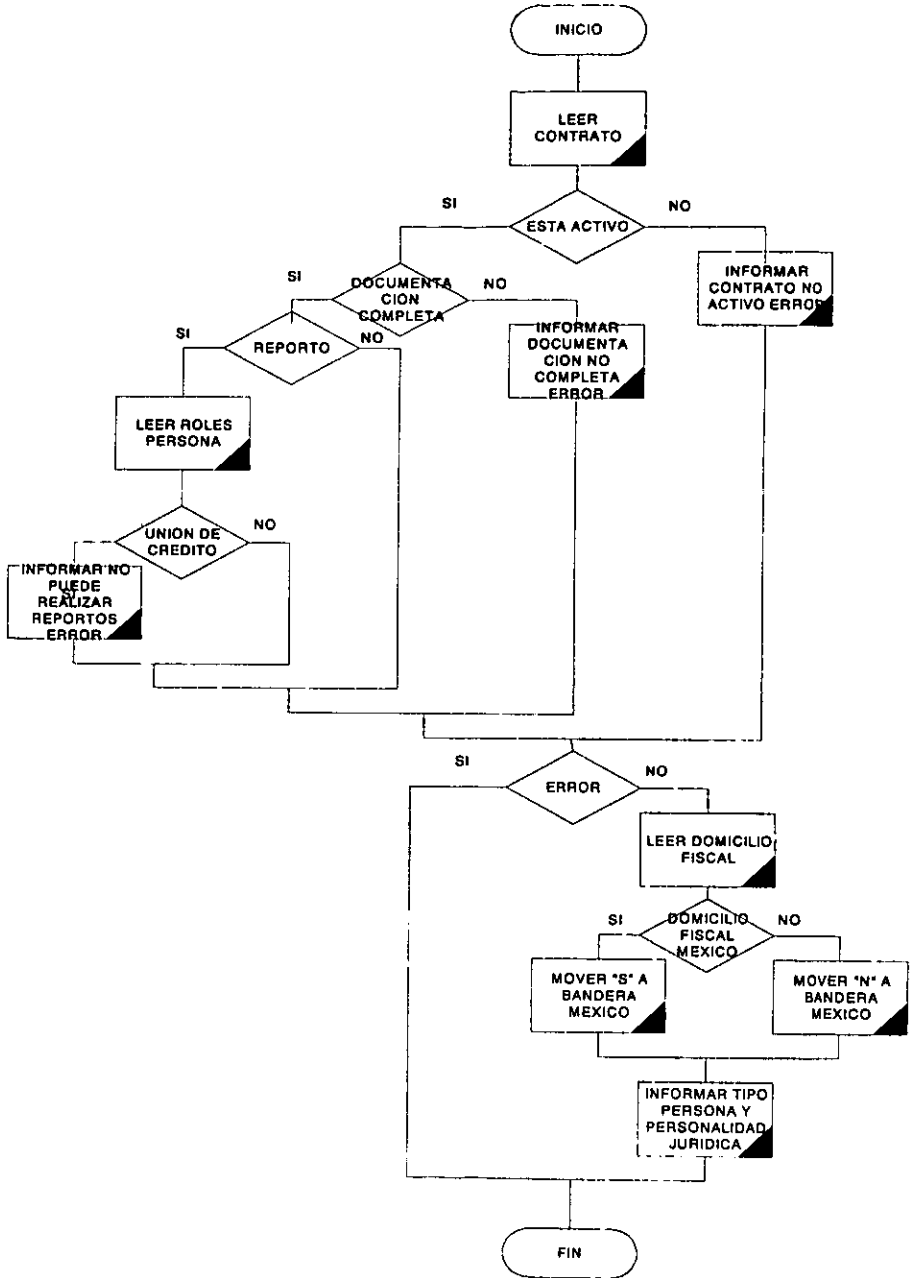 INICIO
LEER
CONTRATO
SI
ESTA ACTIVO
NO
INFORMAR
CONTRATO NO
ACTIVO ERROR
SI
DOCUMENTA
CION
COMPLETA
NO
INFORMAR
DOCUMENTA
CION NO
COMPLETA
ERROR
SI
REPORTO
NO
LEER ROLES
PERSONA
UNION DE
CREDITO
NO
SI
INFORMAR NO
PUEDE
REALIZAR
REPORTOS
ERROR
SI
ERROR
NO
LEER DOMICILIO
FISCAL
SI
DOMICILIO
FISCAL
MEXICO
NO
MOVER "S" A
BANDERA
MEXICO
MOVER "N" A
BANDERA
MEXICO
INFORMAR TIPO
PERSONA Y
PERSONALIDAD
JURIDICA
FIN